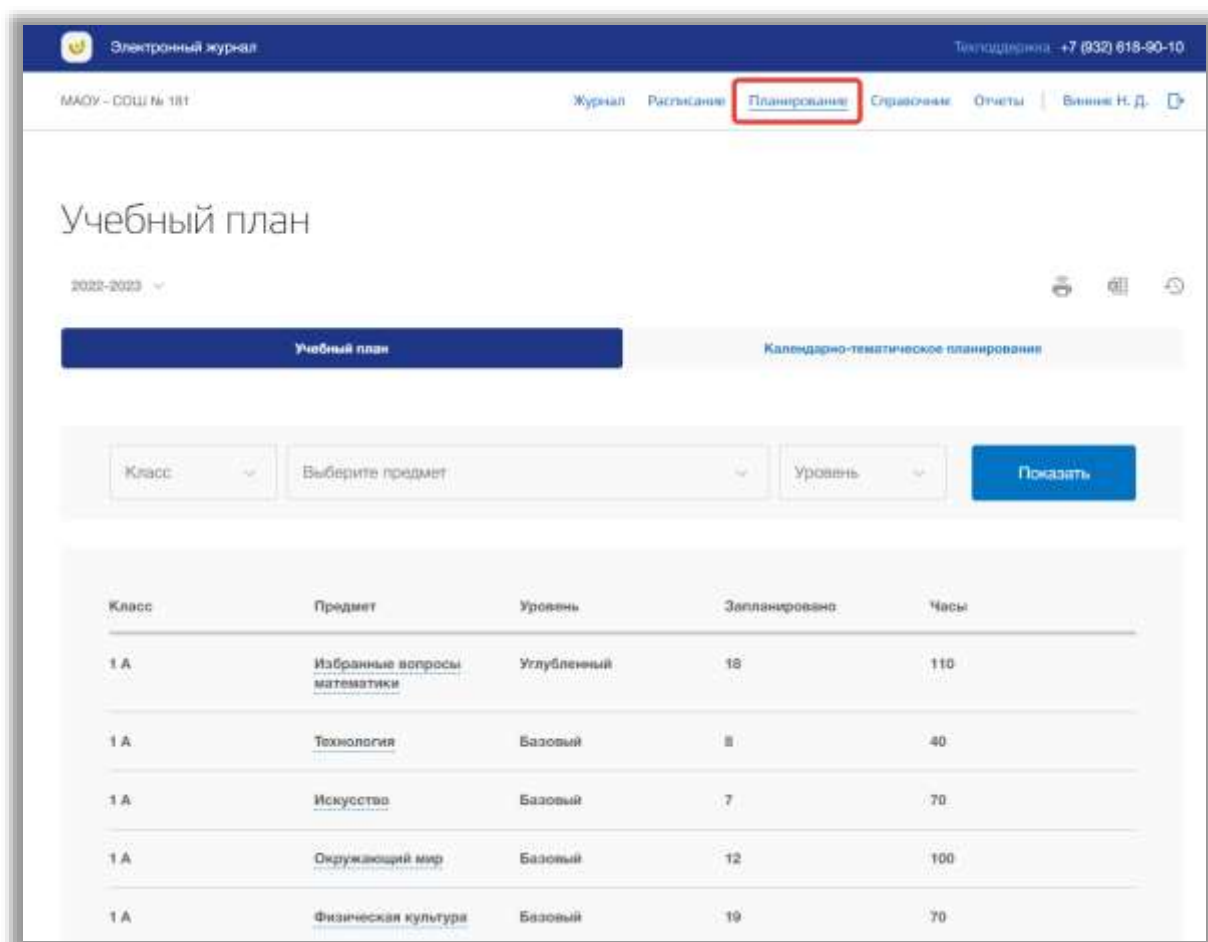 Электронный журнал
Техподдержка +7 (932) 618-90-10
МАОУ - СОШ № 181
Журнал Расписание Планирование Справочник Отчеты Винник Н. Д.
Учебный план
2022-2023
Учебный план Календарно-тематическое планирование
Класс Выберите предмет Уровень Показать
Класс Предмет Уровень Запланировано Часы
1 А Избранные вопросы Углубленный 18 110
математики
1 А Технология Базовый 8 40
1 А Искусство Базовый 7 70
1 А Окружающий мир Базовый 12 100
1 А Физическая культура Базовый 19 70